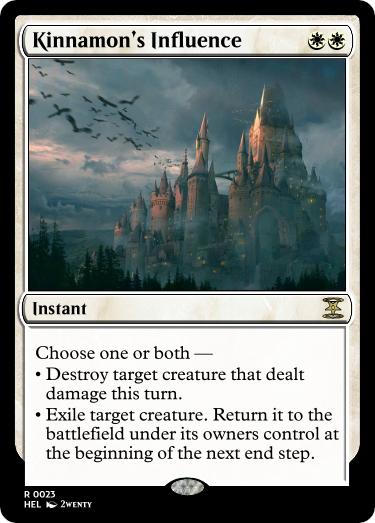 Kinnamon's Influence
Instant
Choose one or both —
• Destroy target creature that dealt
damage this turn.
• Exile target creature. Return it to the
battlefield under its owners control at
the beginning of the next end step.
R 0023
HEL 2WENTY